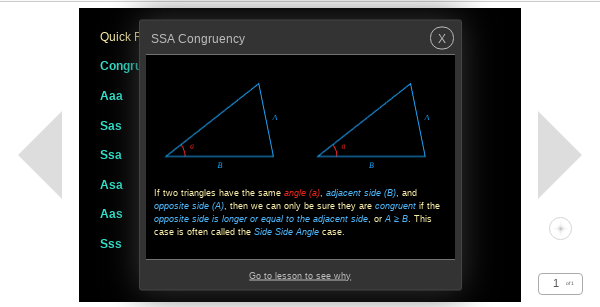 Quick
SSA Congruency
X
Congru
Aaa
Sas
Ssa
Asa
Aas
Sss
A
B
A
B
If two triangles have the same angle (a), adjacent side (B), and
opposite side (A), then we can only be sure they are congruent if the
opposite side is longer or equal to the adjacent side, or A ≥ B. This
case is often called the Side Side Angle case.
Go to lesson to see why
1 of 1